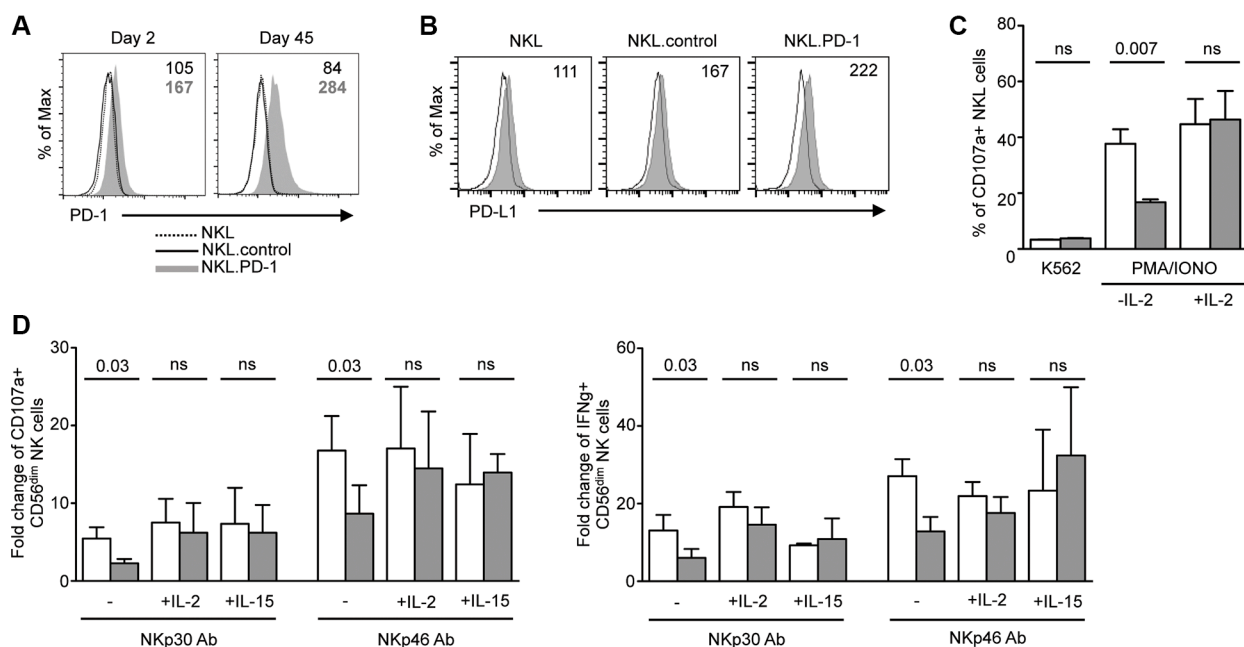 A
Day 2
Day 45
105
167
84
284
% of Max
PD-1
NKL
NKL.control
NKL.PD-1
B
NKL
NKL.control
NKL.PD-1
111
167
222
% of Max
PD-L1
C
% of CD107a+ NKL cells
80
60
40
20
0
ns
0.007
ns
K562
PMA/IONO
-IL-2
+IL-2
D
Fold change of CD107a+
CD56dim NK cells
30
20
10
0
0.03
ns
ns
0.03
ns
ns
-
+IL-2
+IL-15
-
+IL-2
+IL-15
NKp30 Ab
NKp46 Ab
Fold change of IFNg+
CD56dim NK cells
60
40
20
0
0.03
ns
ns
0.03
ns
ns
-
+IL-2
+IL-15
-
+IL-2
+IL-15
NKp30 Ab
NKp46 Ab